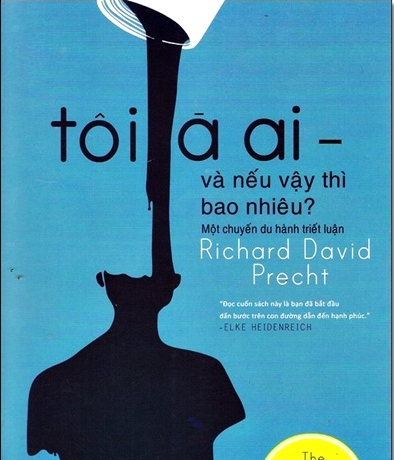 tôi là ai –
và nếu vậy thì
bao nhiêu?
Một chuyến du hành triết luận
Richard David
Precht
"Đọc cuốn sách này là bạn đã bắt đầu
dấn bước trên con đường dẫn đến hạnh phúc."
-ELKE HEIDENREICH
The